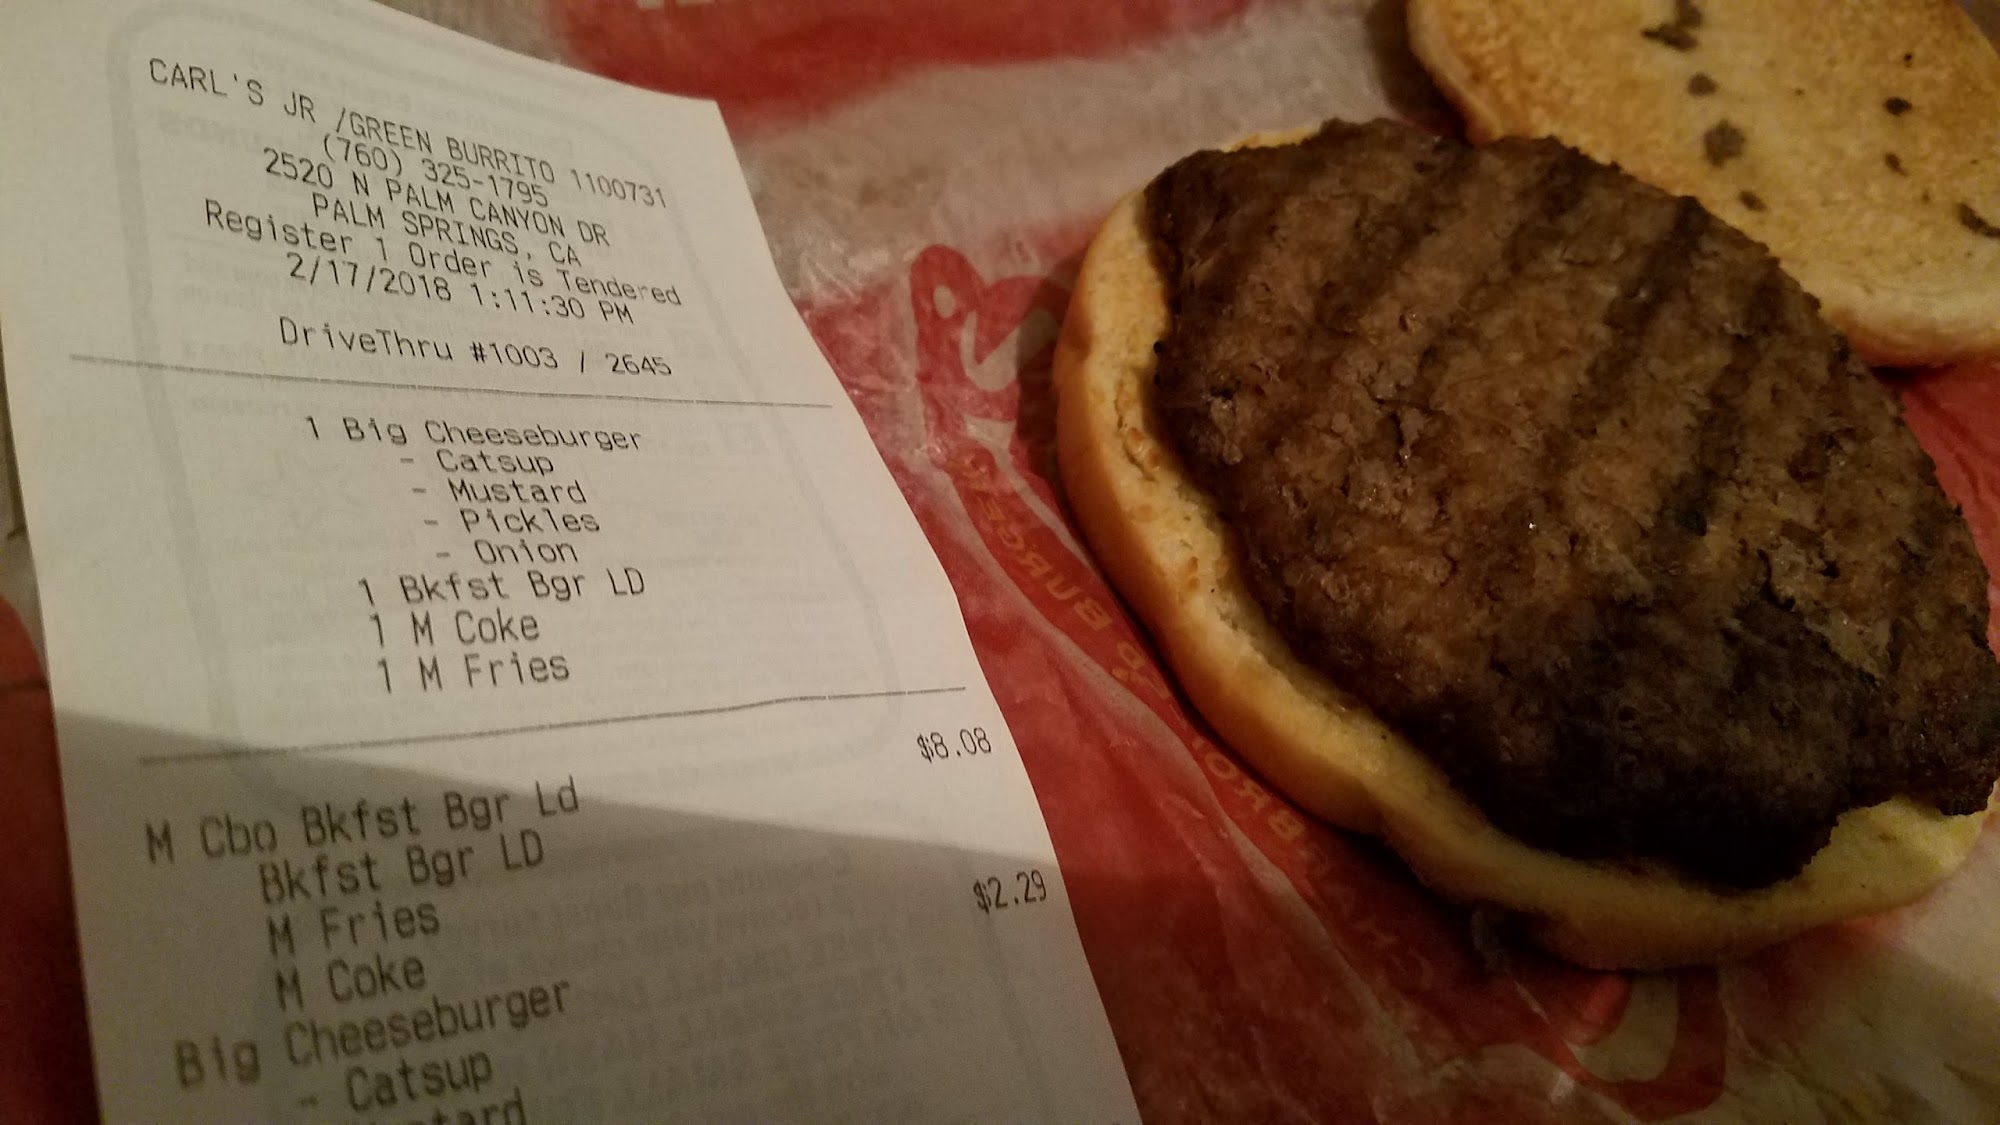 CARL'S JR /GREEN BURRITO 1100731
(760) 325-1795
2520 N PALM CANYON DR
PALM SPRINGS, CA
Register 1 Order is Tendered
2/17/2018 1:11:30 PM
DriveThru #1003 / 2645
1 Big Cheeseburger
- Catsup
- Mustard
- Pickles
- Onion
1 Bkfst Bgr LD
1 M Coke
1 M Fries
M Cbo Bkfst Bgr Ld $8.08
Bkfst Bgr LD
M Fries
M Coke
Big Cheeseburger $2.29
- Catsup